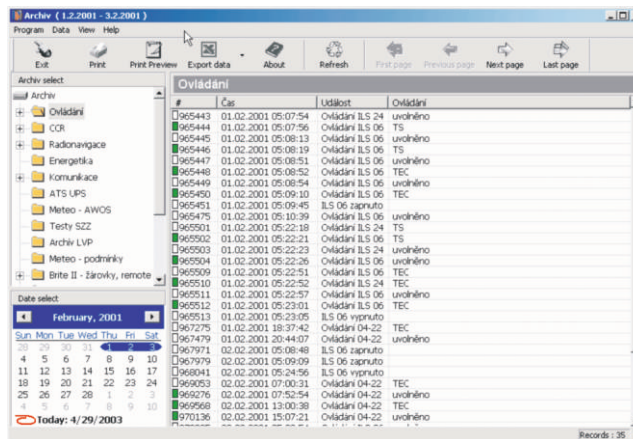 Archiv ( 1.2.2001 - 3.2.2001 )
Program Data View Help
Exit Print Print Preview Export data About Refresh First page Previous page Next page Last page
Archiv select
Archiv
Ovládání
CCR
Radionavigace
Energetika
Komunikace
ATS UPS
Meteo - AWOS
Testy SZZ
Archiv LVP
Meteo - podmínky
Brite II - žárovky, remote
Date select
February, 2001
Sun Mon Tue Wed Thu Fri Sat
28 29 30 31 1 2 3
4 5 6 7 8 9 10
11 12 13 14 15 16 17
18 19 20 21 22 23 24
25 26 27 28 1 2 3
4 5 6 7 8 9 10
Today: 4/29/2003
Ovládání
# Čas Událost Ovládání
965443 01.02.2001 05:07:54 Ovládání ILS 24 uvolněno
965444 01.02.2001 05:07:56 Ovládání ILS 06 TS
965445 01.02.2001 05:08:13 Ovládání ILS 06 uvolněno
965446 01.02.2001 05:08:19 Ovládání ILS 06 TS
965447 01.02.2001 05:08:51 Ovládání ILS 06 uvolněno
965448 01.02.2001 05:08:52 Ovládání ILS 06 TEC
965449 01.02.2001 05:08:54 Ovládání ILS 06 uvolněno
965450 01.02.2001 05:09:10 Ovládání ILS 06 TEC
965451 01.02.2001 05:09:45 ILS 06 zapnuto
965475 01.02.2001 05:10:39 Ovládání ILS 06 uvolněno
965501 01.02.2001 05:22:18 Ovládání ILS 24 TS
965502 01.02.2001 05:22:21 Ovládání ILS 06 TS
965503 01.02.2001 05:22:23 Ovládání ILS 24 uvolněno
965504 01.02.2001 05:22:26 Ovládání ILS 06 uvolněno
965509 01.02.2001 05:22:51 Ovládání ILS 06 TEC
965510 01.02.2001 05:22:52 Ovládání ILS 24 TEC
965511 01.02.2001 05:22:57 Ovládání ILS 06 uvolněno
965512 01.02.2001 05:23:01 Ovládání ILS 06 TEC
965513 01.02.2001 05:23:05 ILS 06 vypnuto
967275 01.02.2001 18:37:42 Ovládání 04-22 TEC
967479 01.02.2001 20:44:07 Ovládání 04-22 uvolněno
967971 02.02.2001 05:08:48 ILS 06 zapnuto
967979 02.02.2001 05:09:09 ILS 06 zapnuto
968041 02.02.2001 05:24:56 ILS 06 vypnuto
969053 02.02.2001 07:00:31 Ovládání 04-22 TEC
969276 02.02.2001 07:52:54 Ovládání 04-22 uvolněno
969568 02.02.2001 13:00:38 Ovládání 04-22 TEC
970136 02.02.2001 15:07:21 Ovládání 04-22 uvolněno
Records : 35